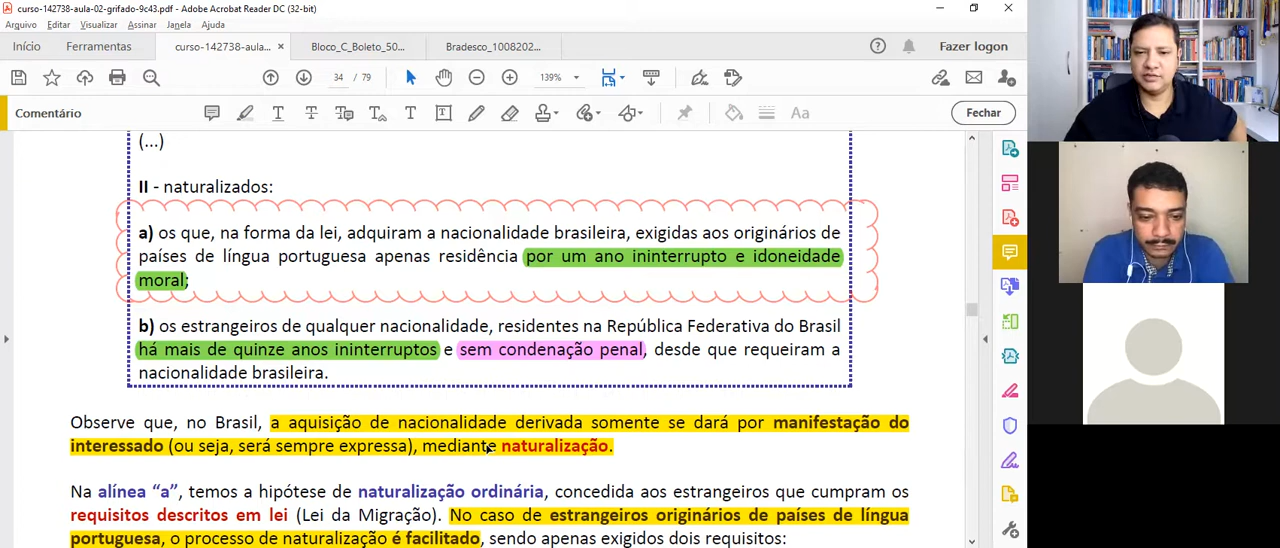 curso-142738-aula-02-grifado-9c43.pdf - Adobe Acrobat Reader DC (32-bit)
Arquivo Editar Visualizar Assinar Janela Ajuda
Início Ferramentas curso-142738-aula... × Bloco_C_Boleto_50... Bradesco_1008202... Fazer logon
34 / 79 139%
Comentário Fechar
(...)
II - naturalizados:
a) os que, na forma da lei, adquiram a nacionalidade brasileira, exigidas aos originários de
países de língua portuguesa apenas residência por um ano ininterrupto e idoneidade
moral;
b) os estrangeiros de qualquer nacionalidade, residentes na República Federativa do Brasil
há mais de quinze anos ininterruptos e sem condenação penal, desde que requeiram a
nacionalidade brasileira.
Observe que, no Brasil, a aquisição de nacionalidade derivada somente se dará por manifestação do
interessado (ou seja, será sempre expressa), mediante naturalização.
Na alínea “a”, temos a hipótese de naturalização ordinária, concedida aos estrangeiros que cumpram os
requisitos descritos em lei (Lei da Migração). No caso de estrangeiros originários de países de língua
portuguesa, o processo de naturalização é facilitado, sendo apenas exigidos dois requisitos: